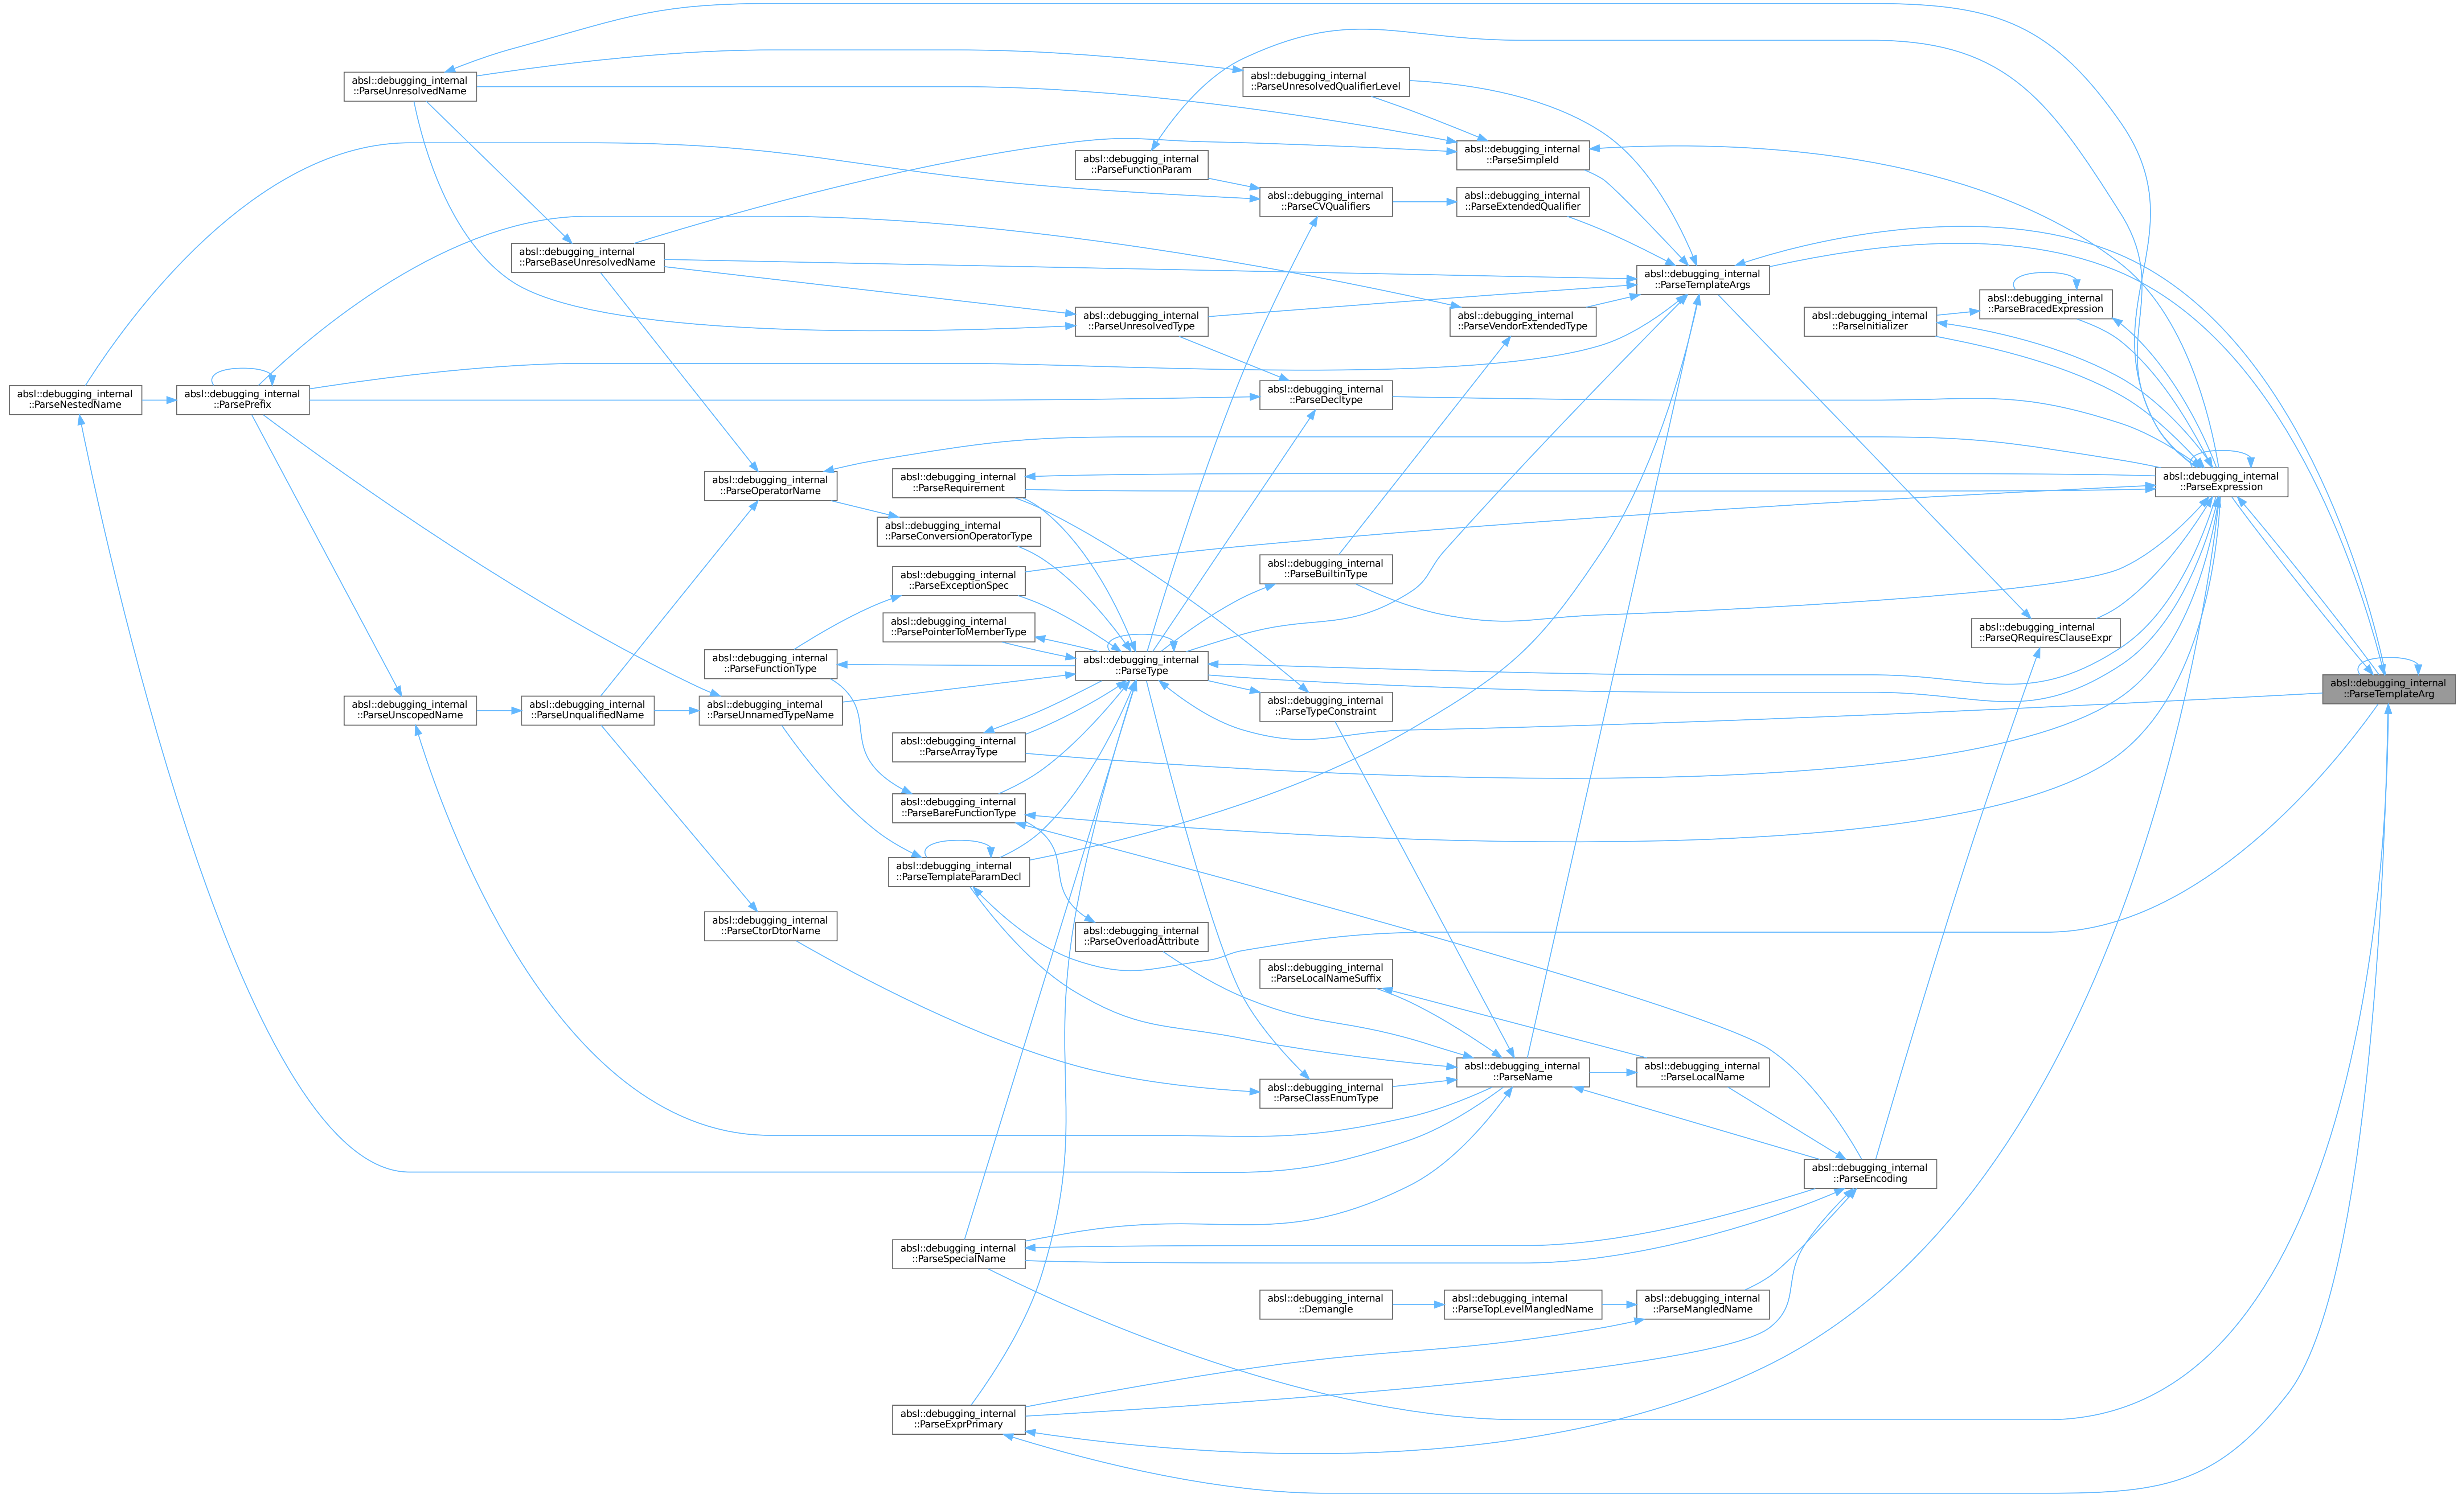 absl::debugging_internal
::ParseUnresolvedName
absl::debugging_internal
::ParseUnresolvedQualifierLevel
absl::debugging_internal
::ParseFunctionParam
absl::debugging_internal
::ParseSimpleId
absl::debugging_internal
::ParseCVQualifiers
absl::debugging_internal
::ParseExtendedQualifier
absl::debugging_internal
::ParseBaseUnresolvedName
absl::debugging_internal
::ParseTemplateArgs
absl::debugging_internal
::ParseBracedExpression
absl::debugging_internal
::ParseUnresolvedType
absl::debugging_internal
::ParseVendorExtendedType
absl::debugging_internal
::ParseInitializer
absl::debugging_internal
::ParseNestedName
absl::debugging_internal
::ParsePrefix
absl::debugging_internal
::ParseDecltype
absl::debugging_internal
::ParseOperatorName
absl::debugging_internal
::ParseRequirement
absl::debugging_internal
::ParseExpression
absl::debugging_internal
::ParseConversionOperatorType
absl::debugging_internal
::ParseExceptionSpec
absl::debugging_internal
::ParseBuiltinType
absl::debugging_internal
::ParsePointerToMemberType
absl::debugging_internal
::ParseQRequiresClauseExpr
absl::debugging_internal
::ParseFunctionType
absl::debugging_internal
::ParseType
absl::debugging_internal
::ParseTemplateArg
absl::debugging_internal
::ParseUnscopedName
absl::debugging_internal
::ParseUnqualifiedName
absl::debugging_internal
::ParseUnnamedTypeName
absl::debugging_internal
::ParseTypeConstraint
absl::debugging_internal
::ParseArrayType
absl::debugging_internal
::ParseBareFunctionType
absl::debugging_internal
::ParseTemplateParamDecl
absl::debugging_internal
::ParseCtorDtorName
absl::debugging_internal
::ParseOverloadAttribute
absl::debugging_internal
::ParseLocalNameSuffix
absl::debugging_internal
::ParseName
absl::debugging_internal
::ParseLocalName
absl::debugging_internal
::ParseClassEnumType
absl::debugging_internal
::ParseEncoding
absl::debugging_internal
::ParseSpecialName
absl::debugging_internal
::Demangle
absl::debugging_internal
::ParseTopLevelMangledName
absl::debugging_internal
::ParseMangledName
absl::debugging_internal
::ParseExprPrimary